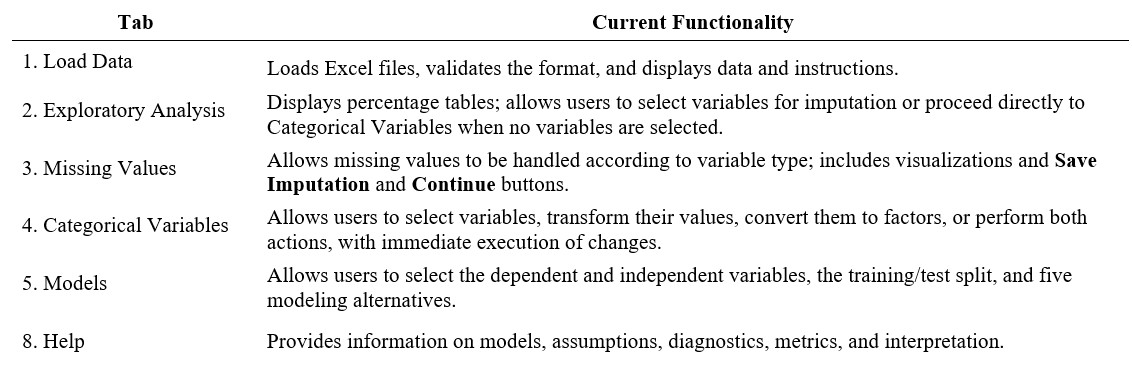 Tab Current Functionality
1. Load Data Loads Excel files, validates the format, and displays data and instructions.
2. Exploratory Analysis Displays percentage tables; allows users to select variables for imputation or proceed directly to
Categorical Variables when no variables are selected.
3. Missing Values Allows missing values to be handled according to variable type; includes visualizations and Save
Imputation and Continue buttons.
4. Categorical Variables Allows users to select variables, transform their values, convert them to factors, or perform both
actions, with immediate execution of changes.
5. Models Allows users to select the dependent and independent variables, the training/test split, and five
modeling alternatives.
8. Help Provides information on models, assumptions, diagnostics, metrics, and interpretation.